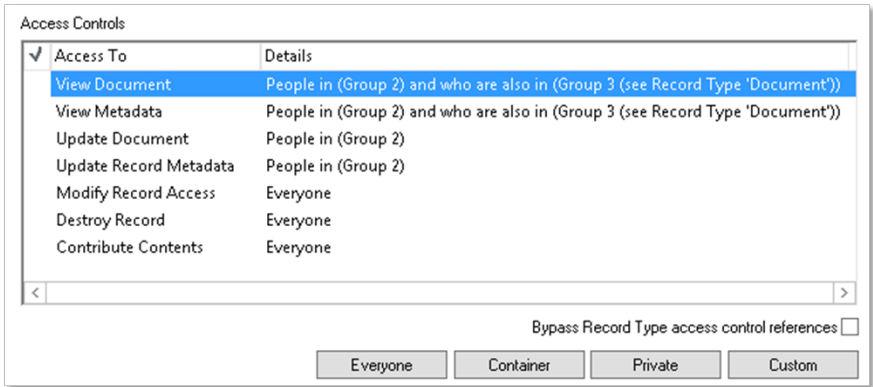 Access Controls
Access To Details
View Document People in (Group 2) and who are also in (Group 3 (see Record Type 'Document'))
View Metadata People in (Group 2) and who are also in (Group 3 (see Record Type 'Document'))
Update Document People in (Group 2)
Update Record Metadata People in (Group 2)
Modify Record Access Everyone
Destroy Record Everyone
Contribute Contents Everyone
Bypass Record Type access control references
Everyone Container Private Custom